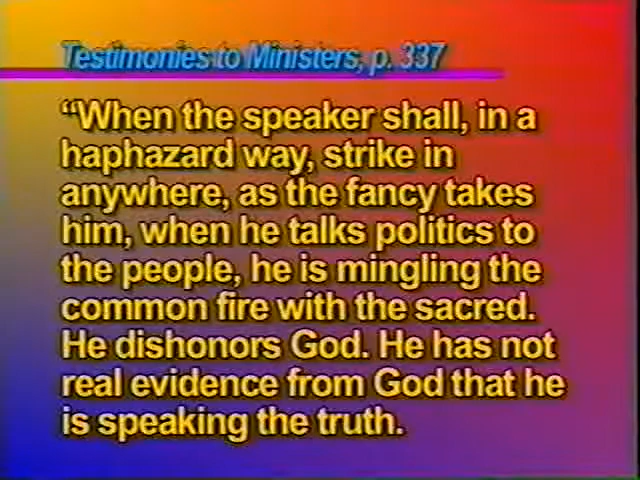 Testimonies to Ministers, p. 337
“When the speaker shall, in a
haphazard way, strike in
anywhere, as the fancy takes
him, when he talks politics to
the people, he is mingling the
common fire with the sacred.
He dishonors God. He has not
real evidence from God that he
is speaking the truth.